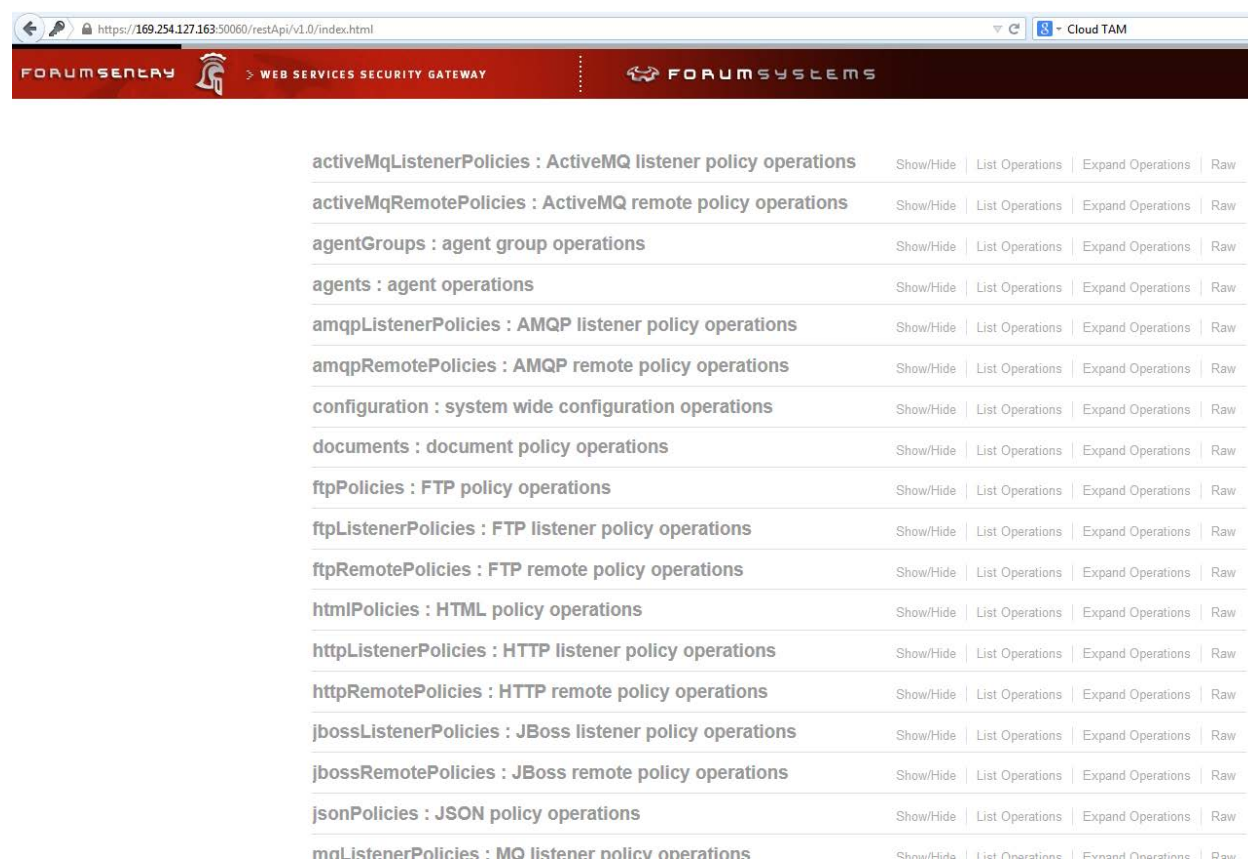 https://169.254.127.163:50060/restApi/v1.0/index.html 8 Cloud TAM
FORUMSENTRY > WEB SERVICES SECURITY GATEWAY FORUMSYSTEMS
activeMqListenerPolicies : ActiveMQ listener policy operations Show/Hide List Operations Expand Operations Raw
activeMqRemotePolicies : ActiveMQ remote policy operations Show/Hide List Operations Expand Operations Raw
agentGroups : agent group operations Show/Hide List Operations Expand Operations Raw
agents : agent operations Show/Hide List Operations Expand Operations Raw
amqpListenerPolicies : AMQP listener policy operations Show/Hide List Operations Expand Operations Raw
amqpRemotePolicies : AMQP remote policy operations Show/Hide List Operations Expand Operations Raw
configuration : system wide configuration operations Show/Hide List Operations Expand Operations Raw
documents : document policy operations Show/Hide List Operations Expand Operations Raw
ftpPolicies : FTP policy operations Show/Hide List Operations Expand Operations Raw
ftpListenerPolicies : FTP listener policy operations Show/Hide List Operations Expand Operations Raw
ftpRemotePolicies : FTP remote policy operations Show/Hide List Operations Expand Operations Raw
htmlPolicies : HTML policy operations Show/Hide List Operations Expand Operations Raw
httpListenerPolicies : HTTP listener policy operations Show/Hide List Operations Expand Operations Raw
httpRemotePolicies : HTTP remote policy operations Show/Hide List Operations Expand Operations Raw
jbossListenerPolicies : JBoss listener policy operations Show/Hide List Operations Expand Operations Raw
jbossRemotePolicies : JBoss remote policy operations Show/Hide List Operations Expand Operations Raw
jsonPolicies : JSON policy operations Show/Hide List Operations Expand Operations Raw
mqListenerPolicies : MQ listener policy operations Show/Hide List Operations Expand Operations Raw